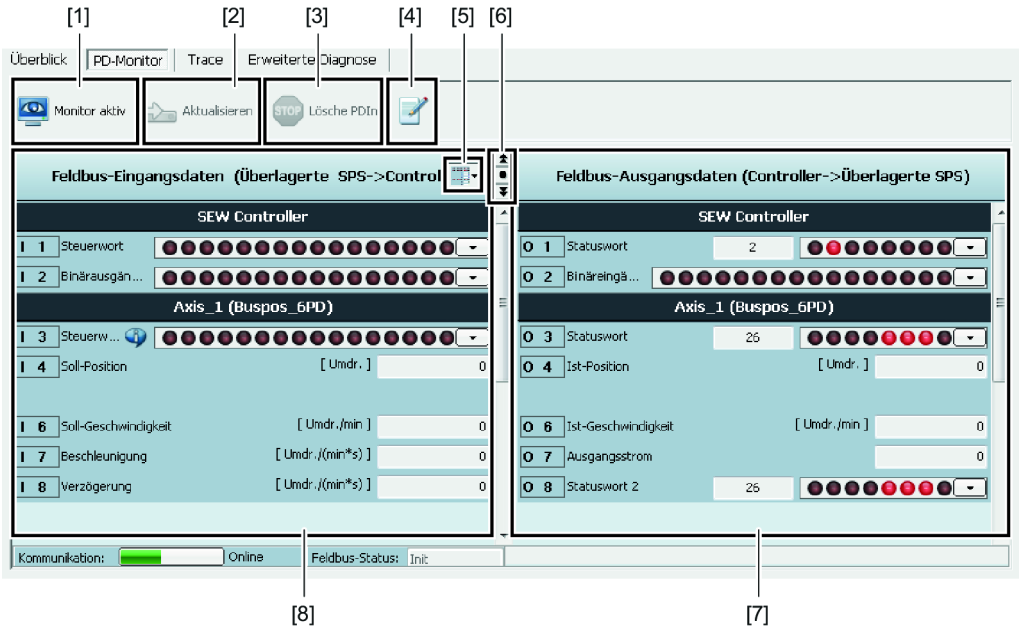 [1] [2] [3] [4] [5] [6]
Überblick PD-Monitor Trace Erweiterte Diagnose
Monitor aktiv Aktualisieren STOP Lösche PDIn
Feldbus-Eingangsdaten (Überlagerte SPS->Control
Feldbus-Ausgangsdaten (Controller->Überlagerte SPS)
SEW Controller
I 1 Steuerwort
I 2 Binärausgän...
Axis_1 (Buspos_6PD)
I 3 Steuerw...
I 4 Soll-Position [ Umdr. ] 0
I 6 Soll-Geschwindigkeit [ Umdr./min ] 0
I 7 Beschleunigung [ Umdr./(min*s) ] 0
I 8 Verzögerung [ Umdr./(min*s) ] 0
SEW Controller
O 1 Statuswort 2
O 2 Binäreingä...
Axis_1 (Buspos_6PD)
O 3 Statuswort 26
O 4 Ist-Position [ Umdr. ] 0
O 6 Ist-Geschwindigkeit [ Umdr./min ] 0
O 7 Ausgangsstrom 0
O 8 Statuswort 2 26
Kommunikation: Online Feldbus-Status: Init
[8] [7]